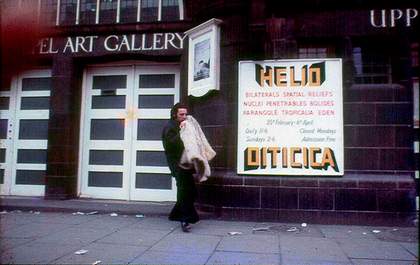 PEL ART GALLERY
UPP
HELIO
BILATERALS SPATIAL RELIEFS
NUCLEI PENETRABLES BOLIDES
PARANGOLÉ TROPICALIA EDEN
25th February-6th April
Daily 11-6 Closed Mondays
Sundays 2-6 Admission Free
OITICICA